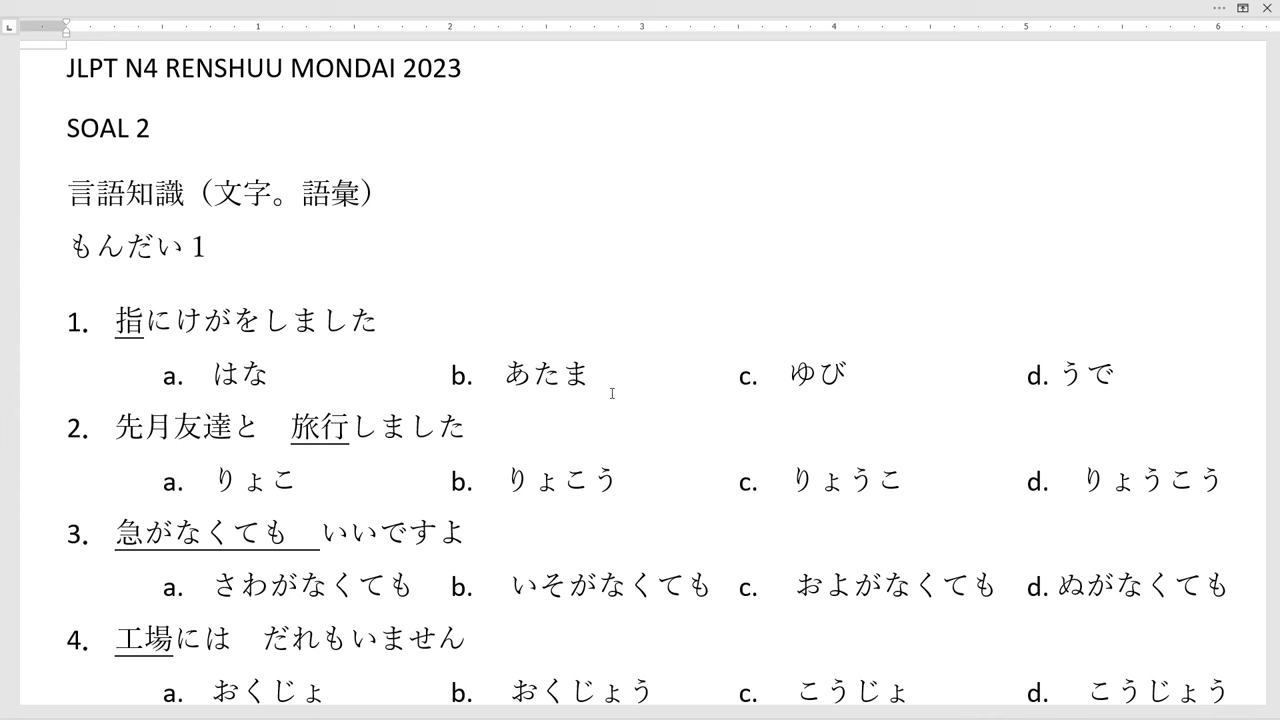 JLPT N4 RENSHUU MONDAI 2023
SOAL 2
言語知識（文字。語彙）
もんだい 1
1. 指にけがをしました
a. はな b. あたま c. ゆび d. うで
2. 先月友達と　旅行しました
a. りょこ b. りょこう c. りょうこ d. りょうこう
3. 急がなくても　いいですよ
a. さわがなくても b. いそがなくても c. およがなくても d. ぬがなくても
4. 工場には　だれもいません
a. おくじょ b. おくじょう c. こうじょ d. こうじょう